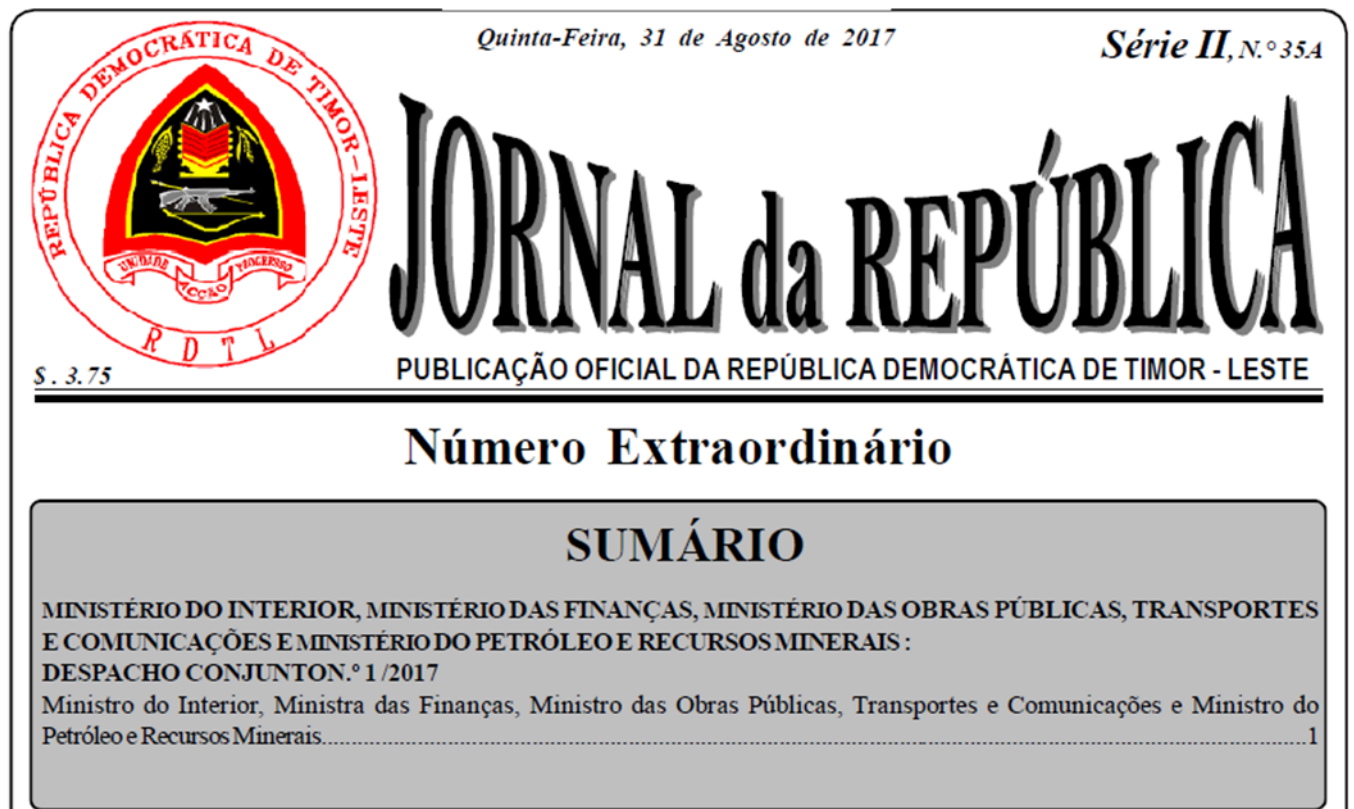 Quinta-Feira, 31 de Agosto de 2017
Série II, N.° 35A
REPÚBLICA DEMOCRÁTICA DE TIMOR-LESTE
UNIDADE ACÇÃO PROGRESSO
R D T L
JORNAL da REPÚBLICA
$ . 3.75
PUBLICAÇÃO OFICIAL DA REPÚBLICA DEMOCRÁTICA DE TIMOR - LESTE
Número Extraordinário
SUMÁRIO
MINISTÉRIO DO INTERIOR, MINISTÉRIO DAS FINANÇAS, MINISTÉRIO DAS OBRAS PÚBLICAS, TRANSPORTES
E COMUNICAÇÕES E MINISTÉRIO DO PETRÓLEO E RECURSOS MINERAIS :
DESPACHO CONJUNTON.º 1 /2017
Ministro do Interior, Ministra das Finanças, Ministro das Obras Públicas, Transportes e Comunicações e Ministro do
Petróleo e Recursos Minerais...............................................................................................................................1